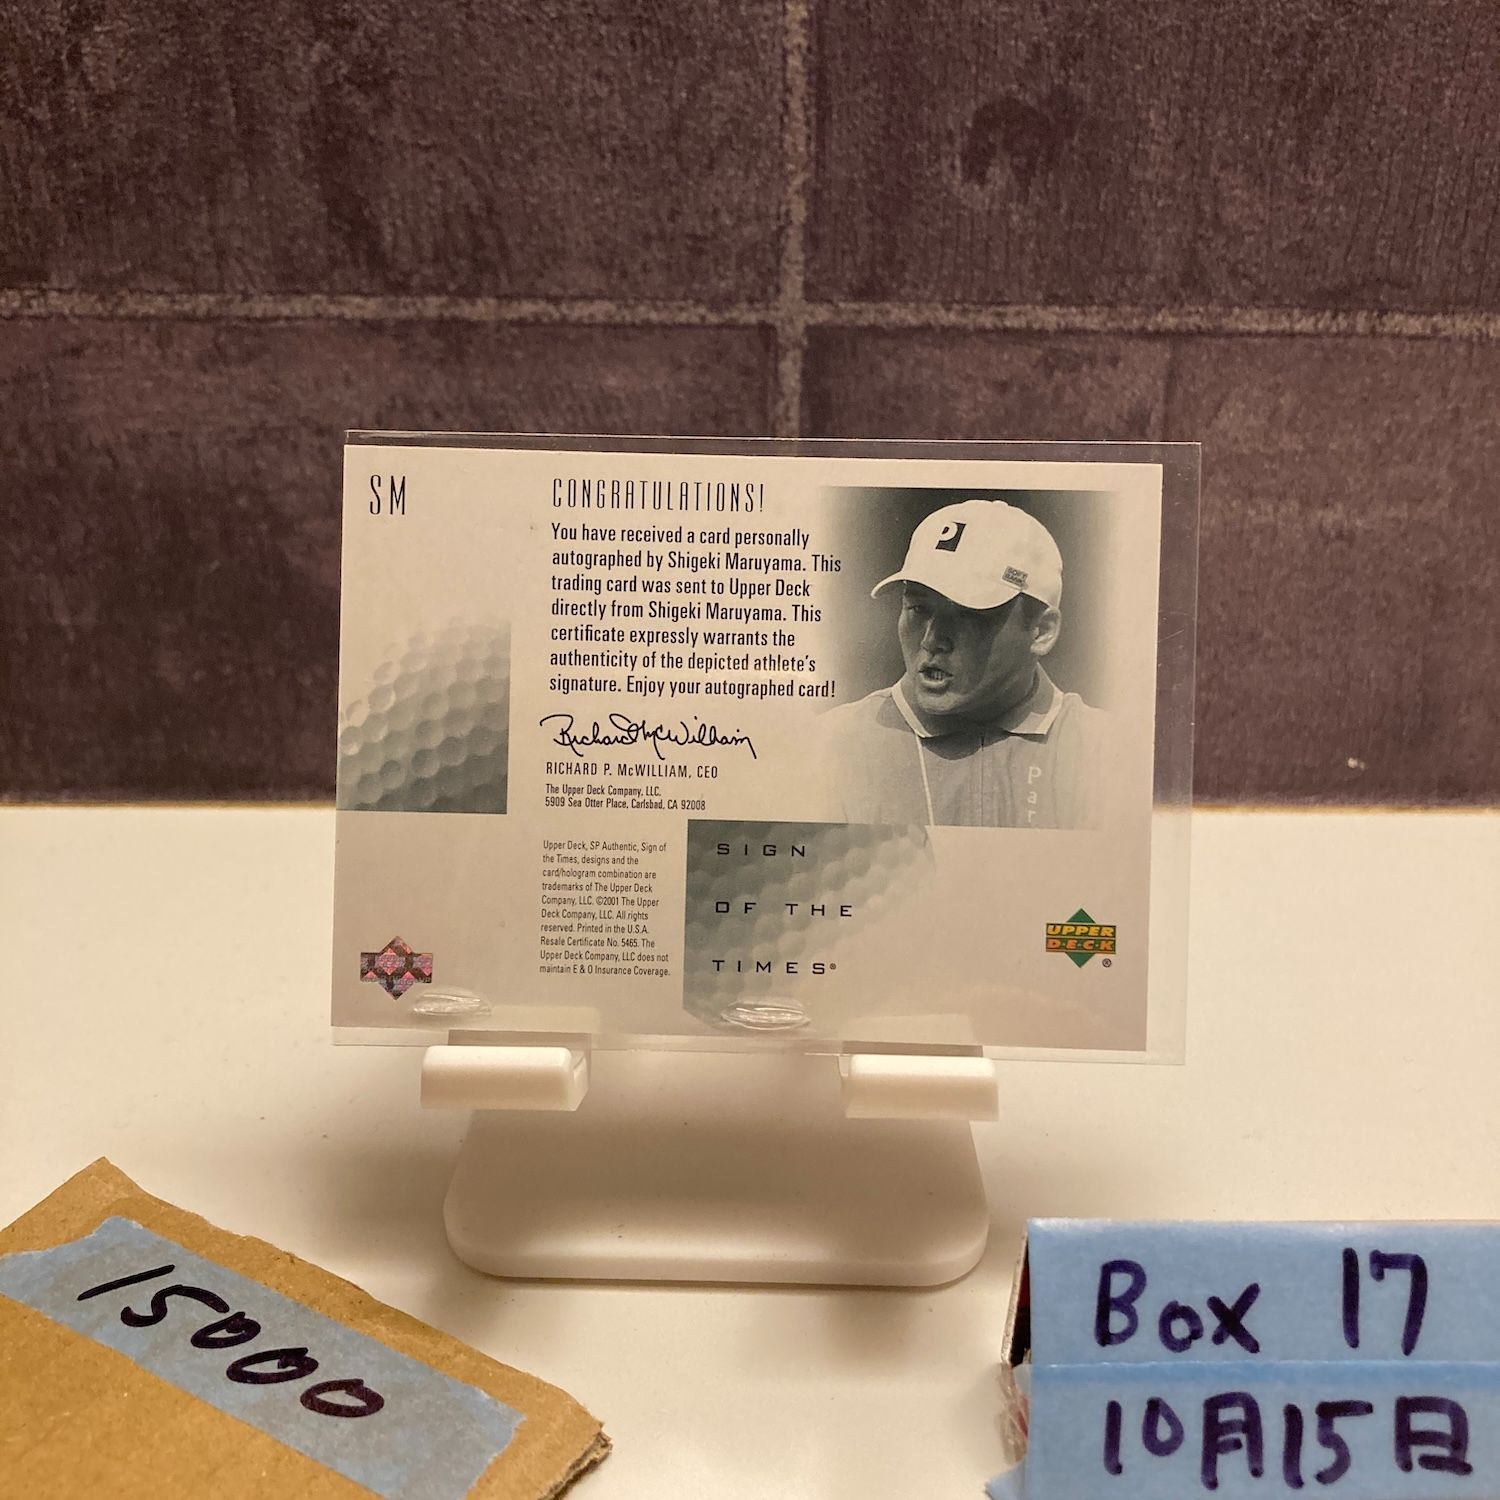 SM
CONGRATULATIONS!
You have received a card personally
autographed by Shigeki Maruyama. This
trading card was sent to Upper Deck
directly from Shigeki Maruyama. This
certificate expressly warrants the
authenticity of the depicted athlete's
signature. Enjoy your autographed card!
Richard McWilliam
RICHARD P. McWILLIAM, CEO
The Upper Deck Company, LLC.
5909 Sea Otter Place, Carlsbad, CA 92008
P
SOFT
BANK
Par
Upper Deck, SP Authentic, Sign of
the Times, designs and the
card/hologram combination are
trademarks of The Upper Deck
Company, LLC. ©2001 The Upper
Deck Company, LLC. All rights
reserved. Printed in the U.S.A.
Resale Certificate No. 5465. The
Upper Deck Company, LLC does not
maintain E & O Insurance Coverage.
SIGN
OF THE
TIMES®
UPPER
D·E·C·K
®
15000
Box 17
10月15日